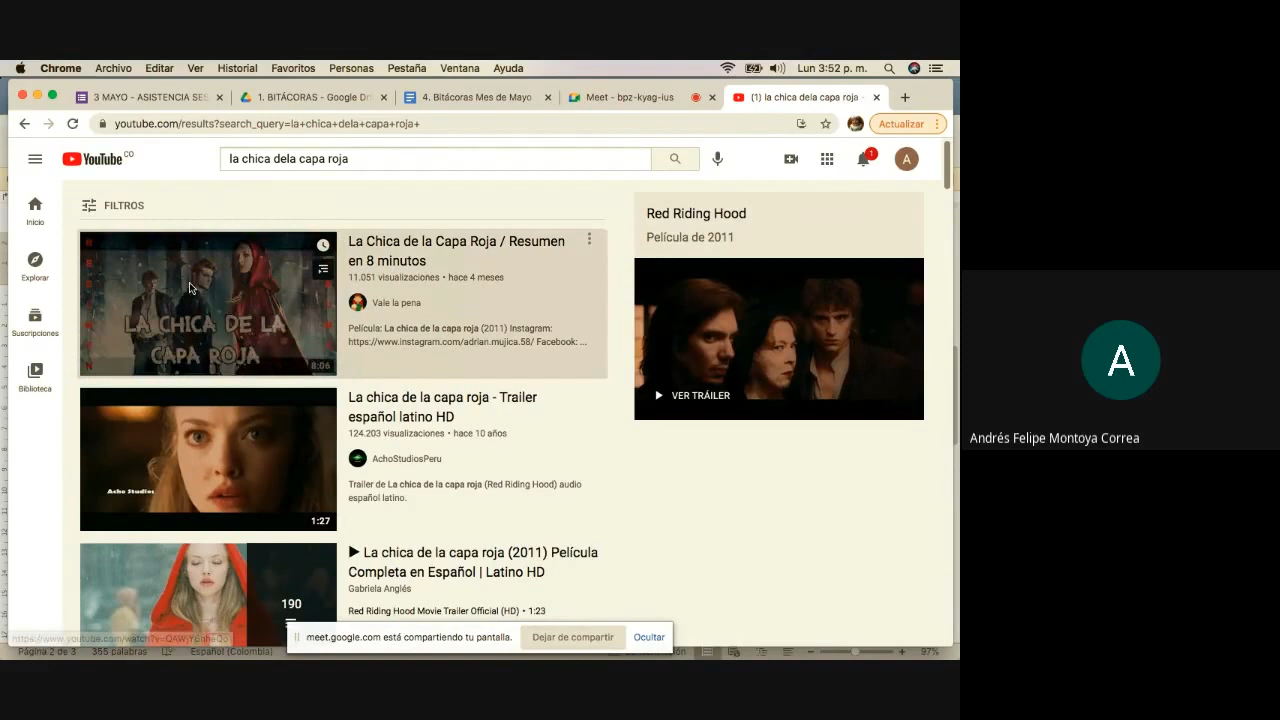 Chrome Archivo Editar Ver Historial Favoritos Personas Pestaña Ventana Ayuda Lun 3:52 p. m.
3 MAYO - ASISTENCIA SES 1. BITÁCORAS - Google Dri 4. Bitácoras Mes de Mayo Meet - bpz-kyag-ius (1) la chica dela capa roja -
youtube.com/results?search_query=la+chica+dela+capa+roja+ Actualizar
YouTube CO la chica dela capa roja 1 A
FILTROS
Inicio
Explorar
Suscripciones
Biblioteca
LA CHICA DE LA
CAPA ROJA
8:06
La Chica de la Capa Roja / Resumen
en 8 minutos
11.051 visualizaciones • hace 4 meses
Vale la pena
Película: La chica de la capa roja (2011) Instagram:
https://www.instagram.com/adrian.mujica.58/ Facebook: ...
Acho Studios
1:27
La chica de la capa roja - Trailer
español latino HD
124.203 visualizaciones • hace 10 años
AchoStudiosPeru
Trailer de La chica de la capa roja (Red Riding Hood) audio
español latino.
190
La chica de la capa roja (2011) Película
Completa en Español | Latino HD
Gabriela Anglés
Red Riding Hood Movie Trailer Official (HD) • 1:23
Red Riding Hood
Película de 2011
VER TRÁILER
meet.google.com está compartiendo tu pantalla. Dejar de compartir Ocultar
Página 2 de 3 355 palabras Español (Colombia) 97%
A
Andrés Felipe Montoya Correa